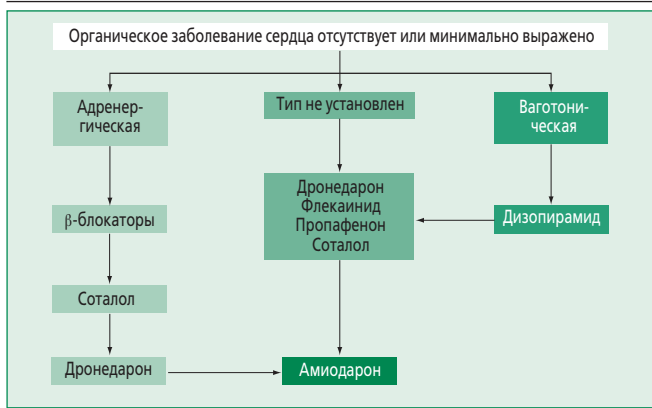 Органическое заболевание сердца отсутствует или минимально выражено
Адренер-
гическая
Тип не установлен
Ваготони-
ческая
β-блокаторы
Дронедарон
Флекаинид
Пропафенон
Соталол
Дизопирамид
Соталол
Дронедарон
Амиодарон